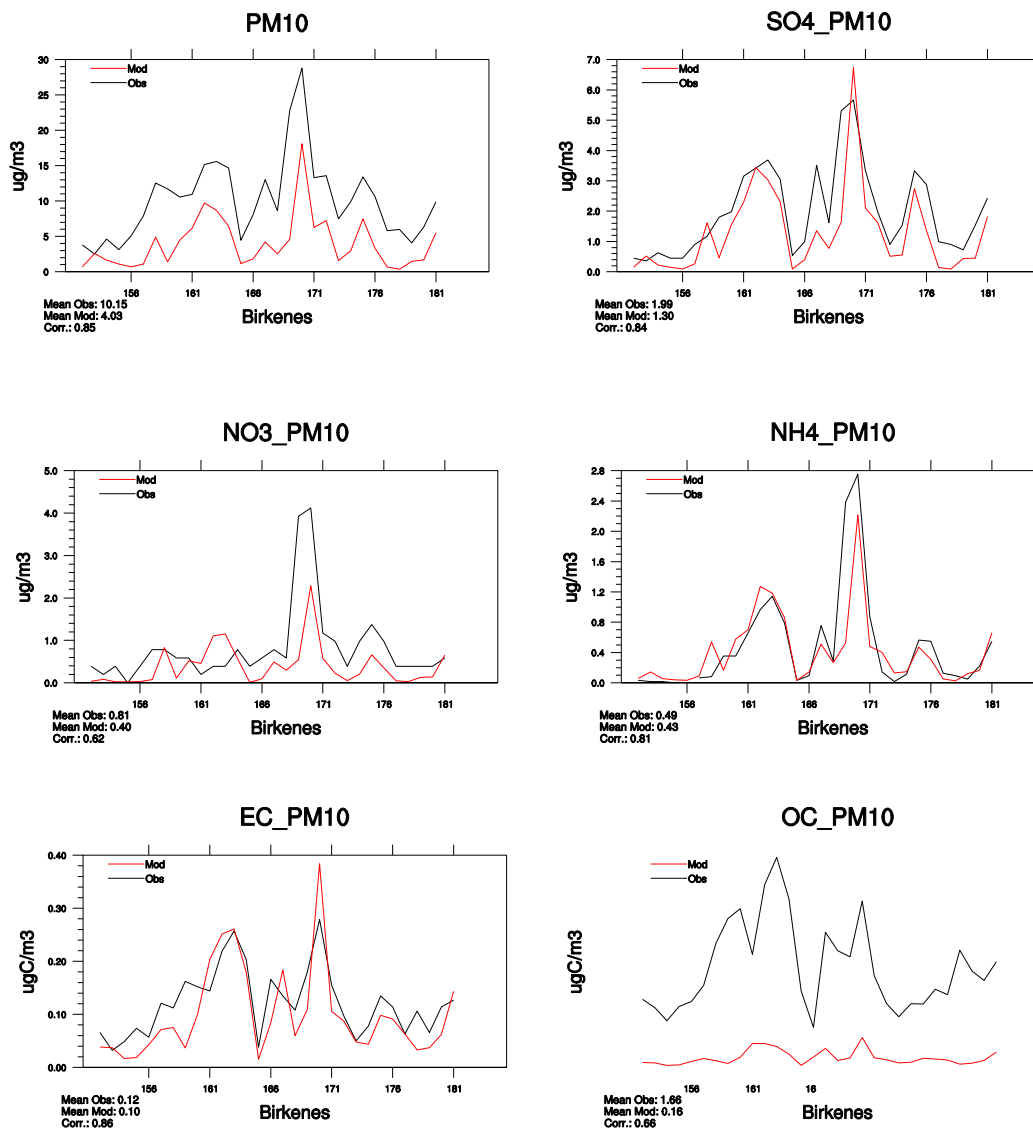 PM10
30
25
20
15
10
5
0
ug/m3
Mod
Obs
156 161 166 171 176 181
Mean Obs: 10.15
Mean Mod: 4.03
Corr.: 0.85
Birkenes
SO4_PM10
7.0
6.0
5.0
4.0
3.0
2.0
1.0
0.0
ug/m3
Mod
Obs
156 161 166 171 176 181
Mean Obs: 1.99
Mean Mod: 1.30
Corr.: 0.84
Birkenes
NO3_PM10
5.0
4.0
3.0
2.0
1.0
0.0
ug/m3
Mod
Obs
156 161 166 171 176 181
Mean Obs: 0.81
Mean Mod: 0.40
Corr.: 0.62
Birkenes
NH4_PM10
2.8
2.4
2.0
1.6
1.2
0.8
0.4
0.0
ug/m3
Mod
Obs
156 161 166 171 176 181
Mean Obs: 0.49
Mean Mod: 0.43
Corr.: 0.81
Birkenes
EC_PM10
0.40
0.30
0.20
0.10
0.00
ugC/m3
Mod
Obs
156 161 166 171 176 181
Mean Obs: 0.12
Mean Mod: 0.10
Corr.: 0.86
Birkenes
OC_PM10
ugC/m3
Mod
Obs
156 161 16
Mean Obs: 1.66
Mean Mod: 0.16
Corr.: 0.66
Birkenes